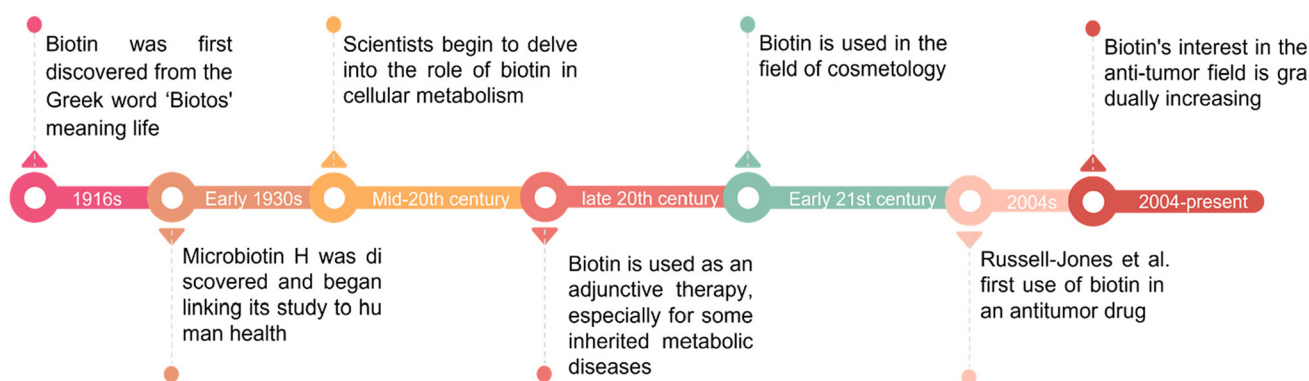 Biotin was first
discovered from the
Greek word ‘Biotos'
meaning life
Scientists begin to delve
into the role of biotin in
cellular metabolism
Biotin is used in the
field of cosmetology
Biotin's interest in the
anti-tumor field is gra
dually increasing
1916s
Early 1930s
Mid-20th century
late 20th century
Early 21st century
2004s
2004-present
Microbiotin H was di
scovered and began
linking its study to hu
man health
Biotin is used as an
adjunctive therapy,
especially for some
inherited metabolic
diseases
Russell-Jones et al.
first use of biotin in
an antitumor drug